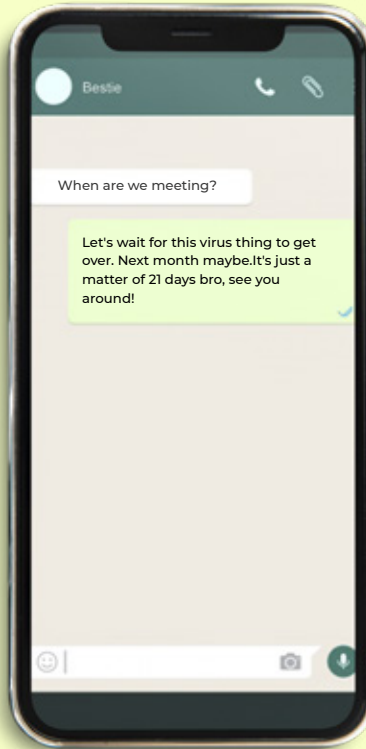 Bestie
When are we meeting?
Let's wait for this virus thing to get
over. Next month maybe.It's just a
matter of 21 days bro, see you
around!